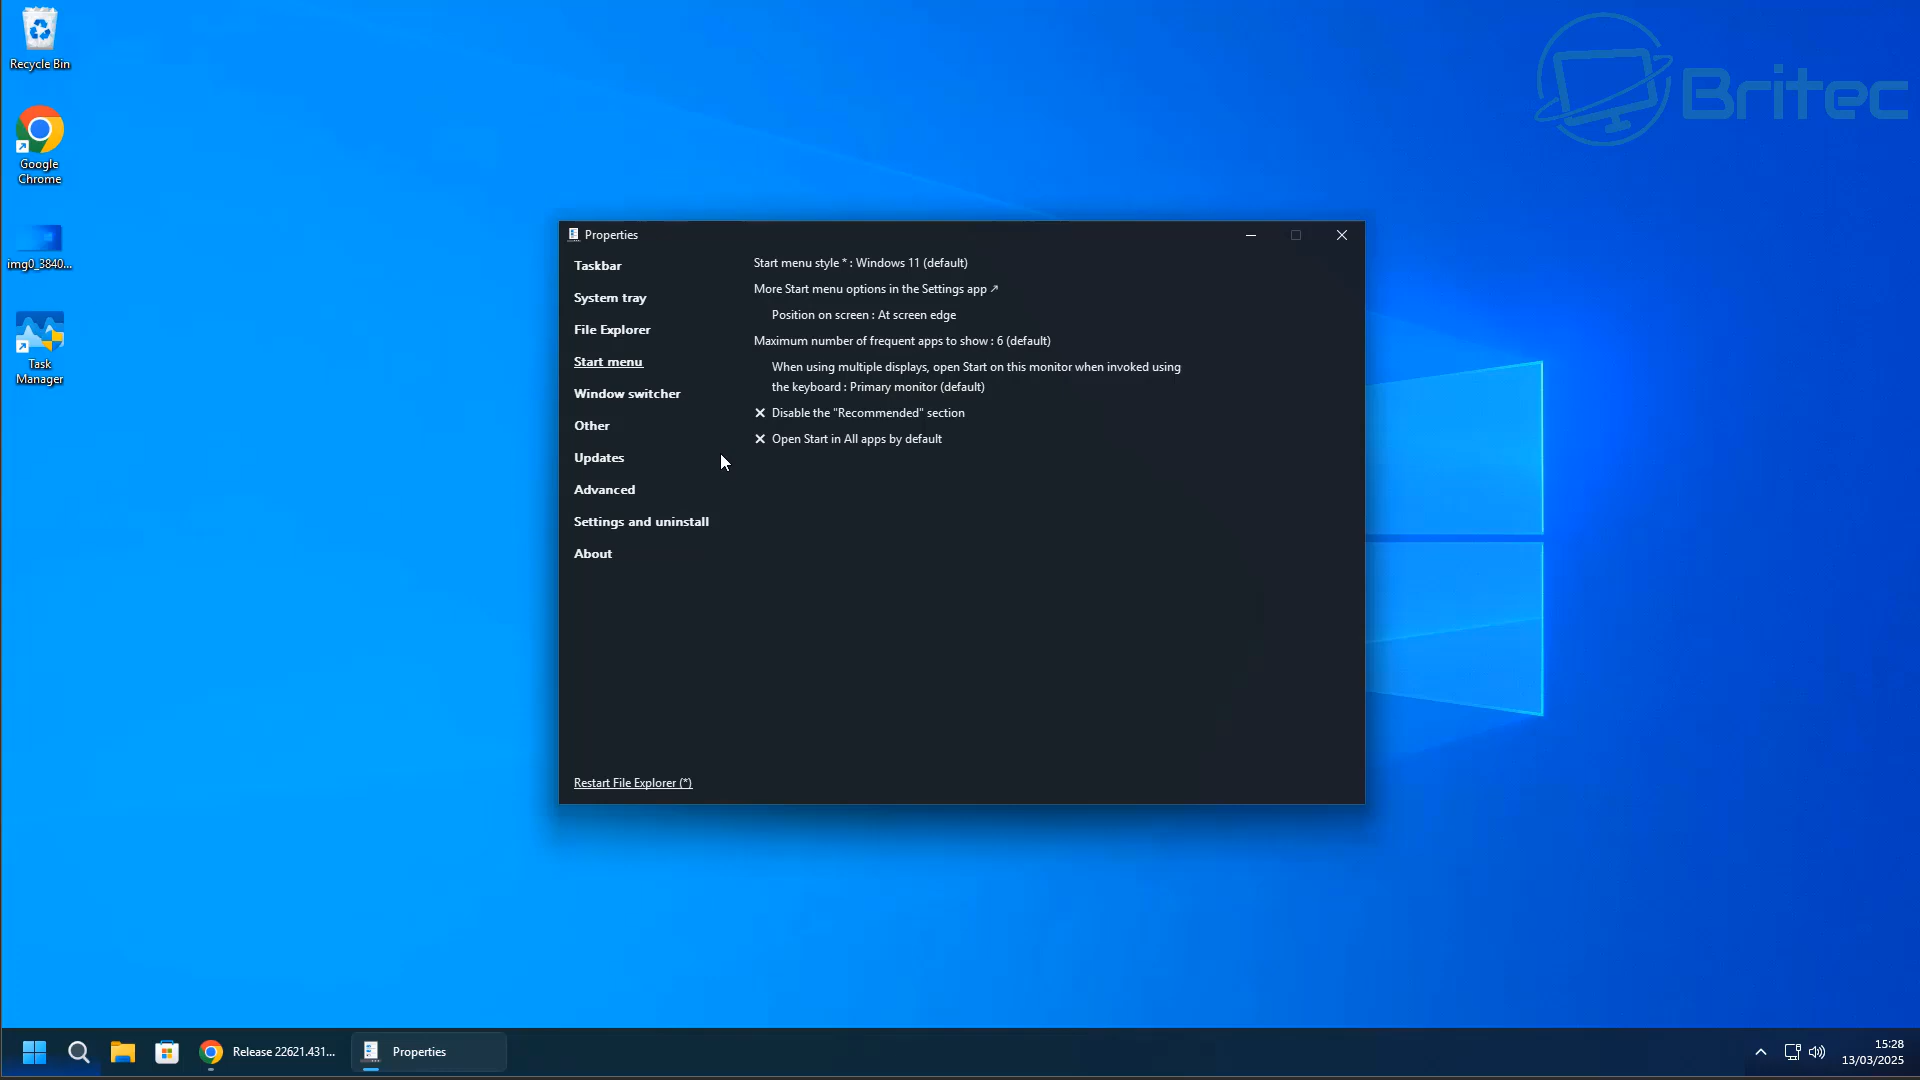 Recycle Bin
Google
Chrome
img0_3840...
Task
Manager
Britec
Properties
Taskbar
System tray
File Explorer
Start menu
Window switcher
Other
Updates
Advanced
Settings and uninstall
About
Start menu style * : Windows 11 (default)
More Start menu options in the Settings app ↗
Position on screen : At screen edge
Maximum number of frequent apps to show : 6 (default)
When using multiple displays, open Start on this monitor when invoked using
the keyboard : Primary monitor (default)
Disable the "Recommended" section
Open Start in All apps by default
Restart File Explorer (*)
Release 22621.431...
Properties
15:28
13/03/2025